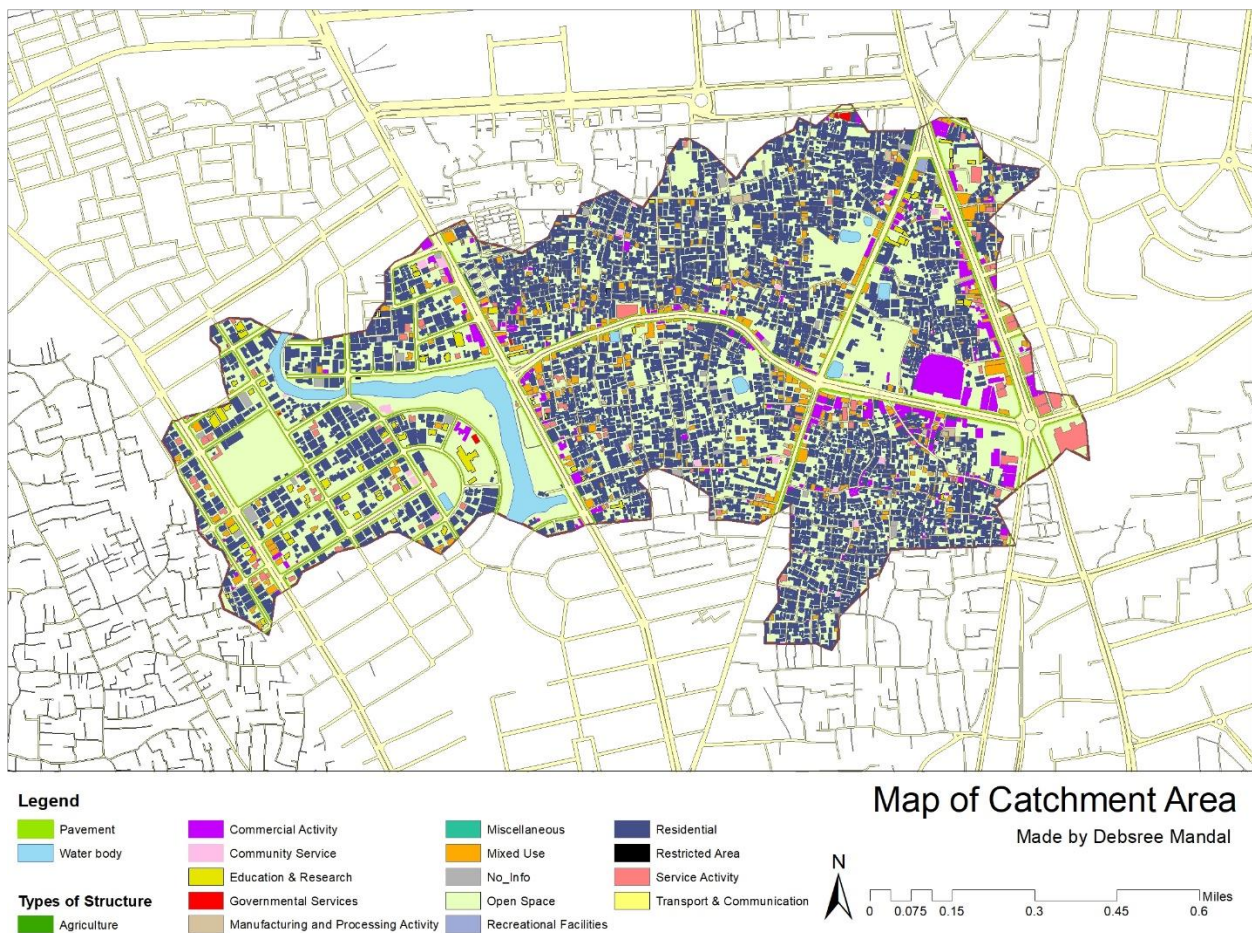 Legend
Pavement
Water body
Types of Structure
Agriculture
Commercial Activity
Community Service
Education & Research
Governmental Services
Manufacturing and Processing Activity
Miscellaneous
Mixed Use
No_Info
Open Space
Recreational Facilities
Residential
Restricted Area
Service Activity
Transport & Communication
Map of Catchment Area
Made by Debsree Mandal
N
Miles
0 0.075 0.15 0.3 0.45 0.6